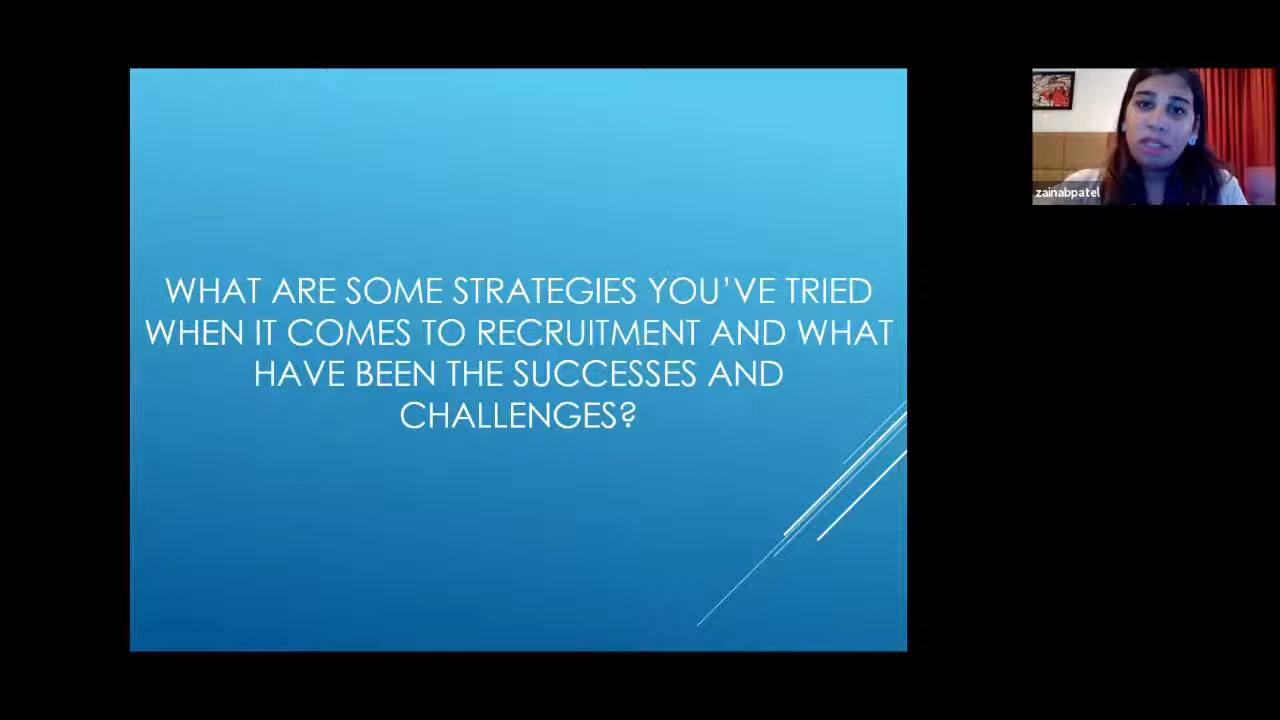 WHAT ARE SOME STRATEGIES YOU'VE TRIED
WHEN IT COMES TO RECRUITMENT AND WHAT
HAVE BEEN THE SUCCESSES AND
CHALLENGES?
zainabpatel